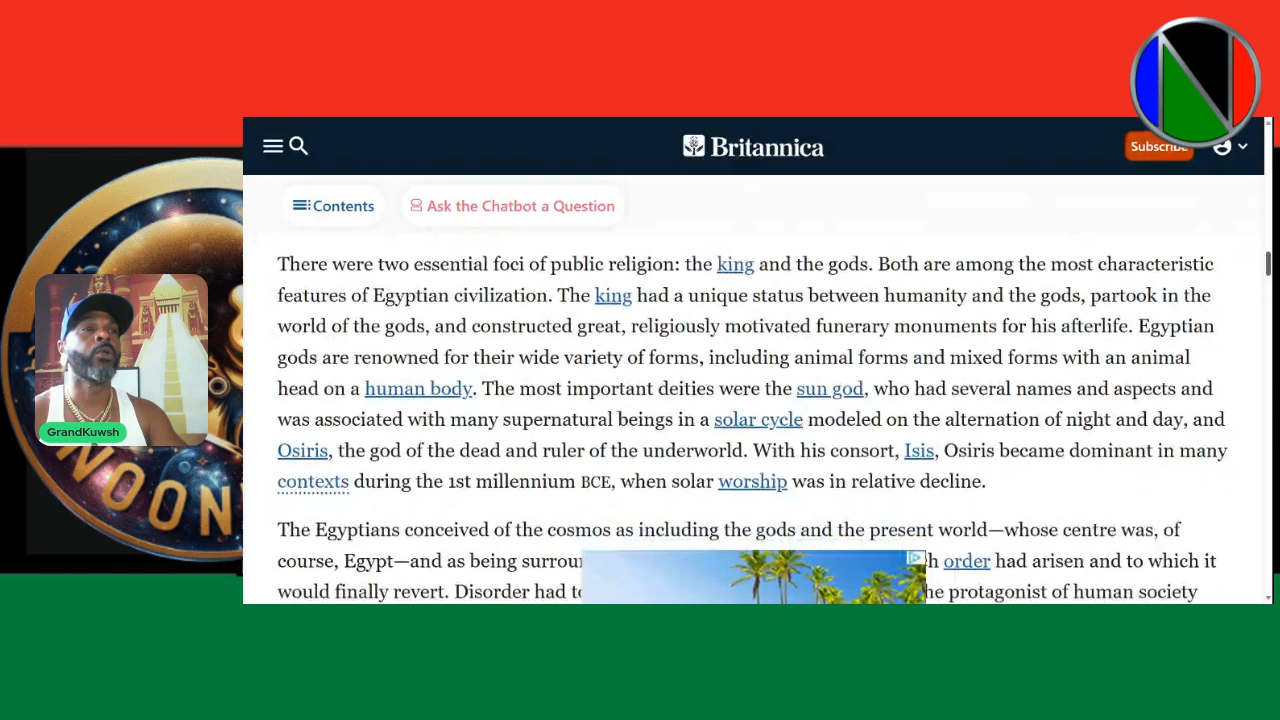 Britannica
Subscribe
Contents
Ask the Chatbot a Question
There were two essential foci of public religion: the king and the gods. Both are among the most characteristic
features of Egyptian civilization. The king had a unique status between humanity and the gods, partook in the
world of the gods, and constructed great, religiously motivated funerary monuments for his afterlife. Egyptian
gods are renowned for their wide variety of forms, including animal forms and mixed forms with an animal
head on a human body. The most important deities were the sun god, who had several names and aspects and
was associated with many supernatural beings in a solar cycle modeled on the alternation of night and day, and
Osiris, the god of the dead and ruler of the underworld. With his consort, Isis, Osiris became dominant in many
contexts during the 1st millennium BCE, when solar worship was in relative decline.
The Egyptians conceived of the cosmos as including the gods and the present world—whose centre was, of
course, Egypt—and as being order had arisen and to which it
would finally revert. Disorder had protagonist of human society
GrandKuwsh
NOON